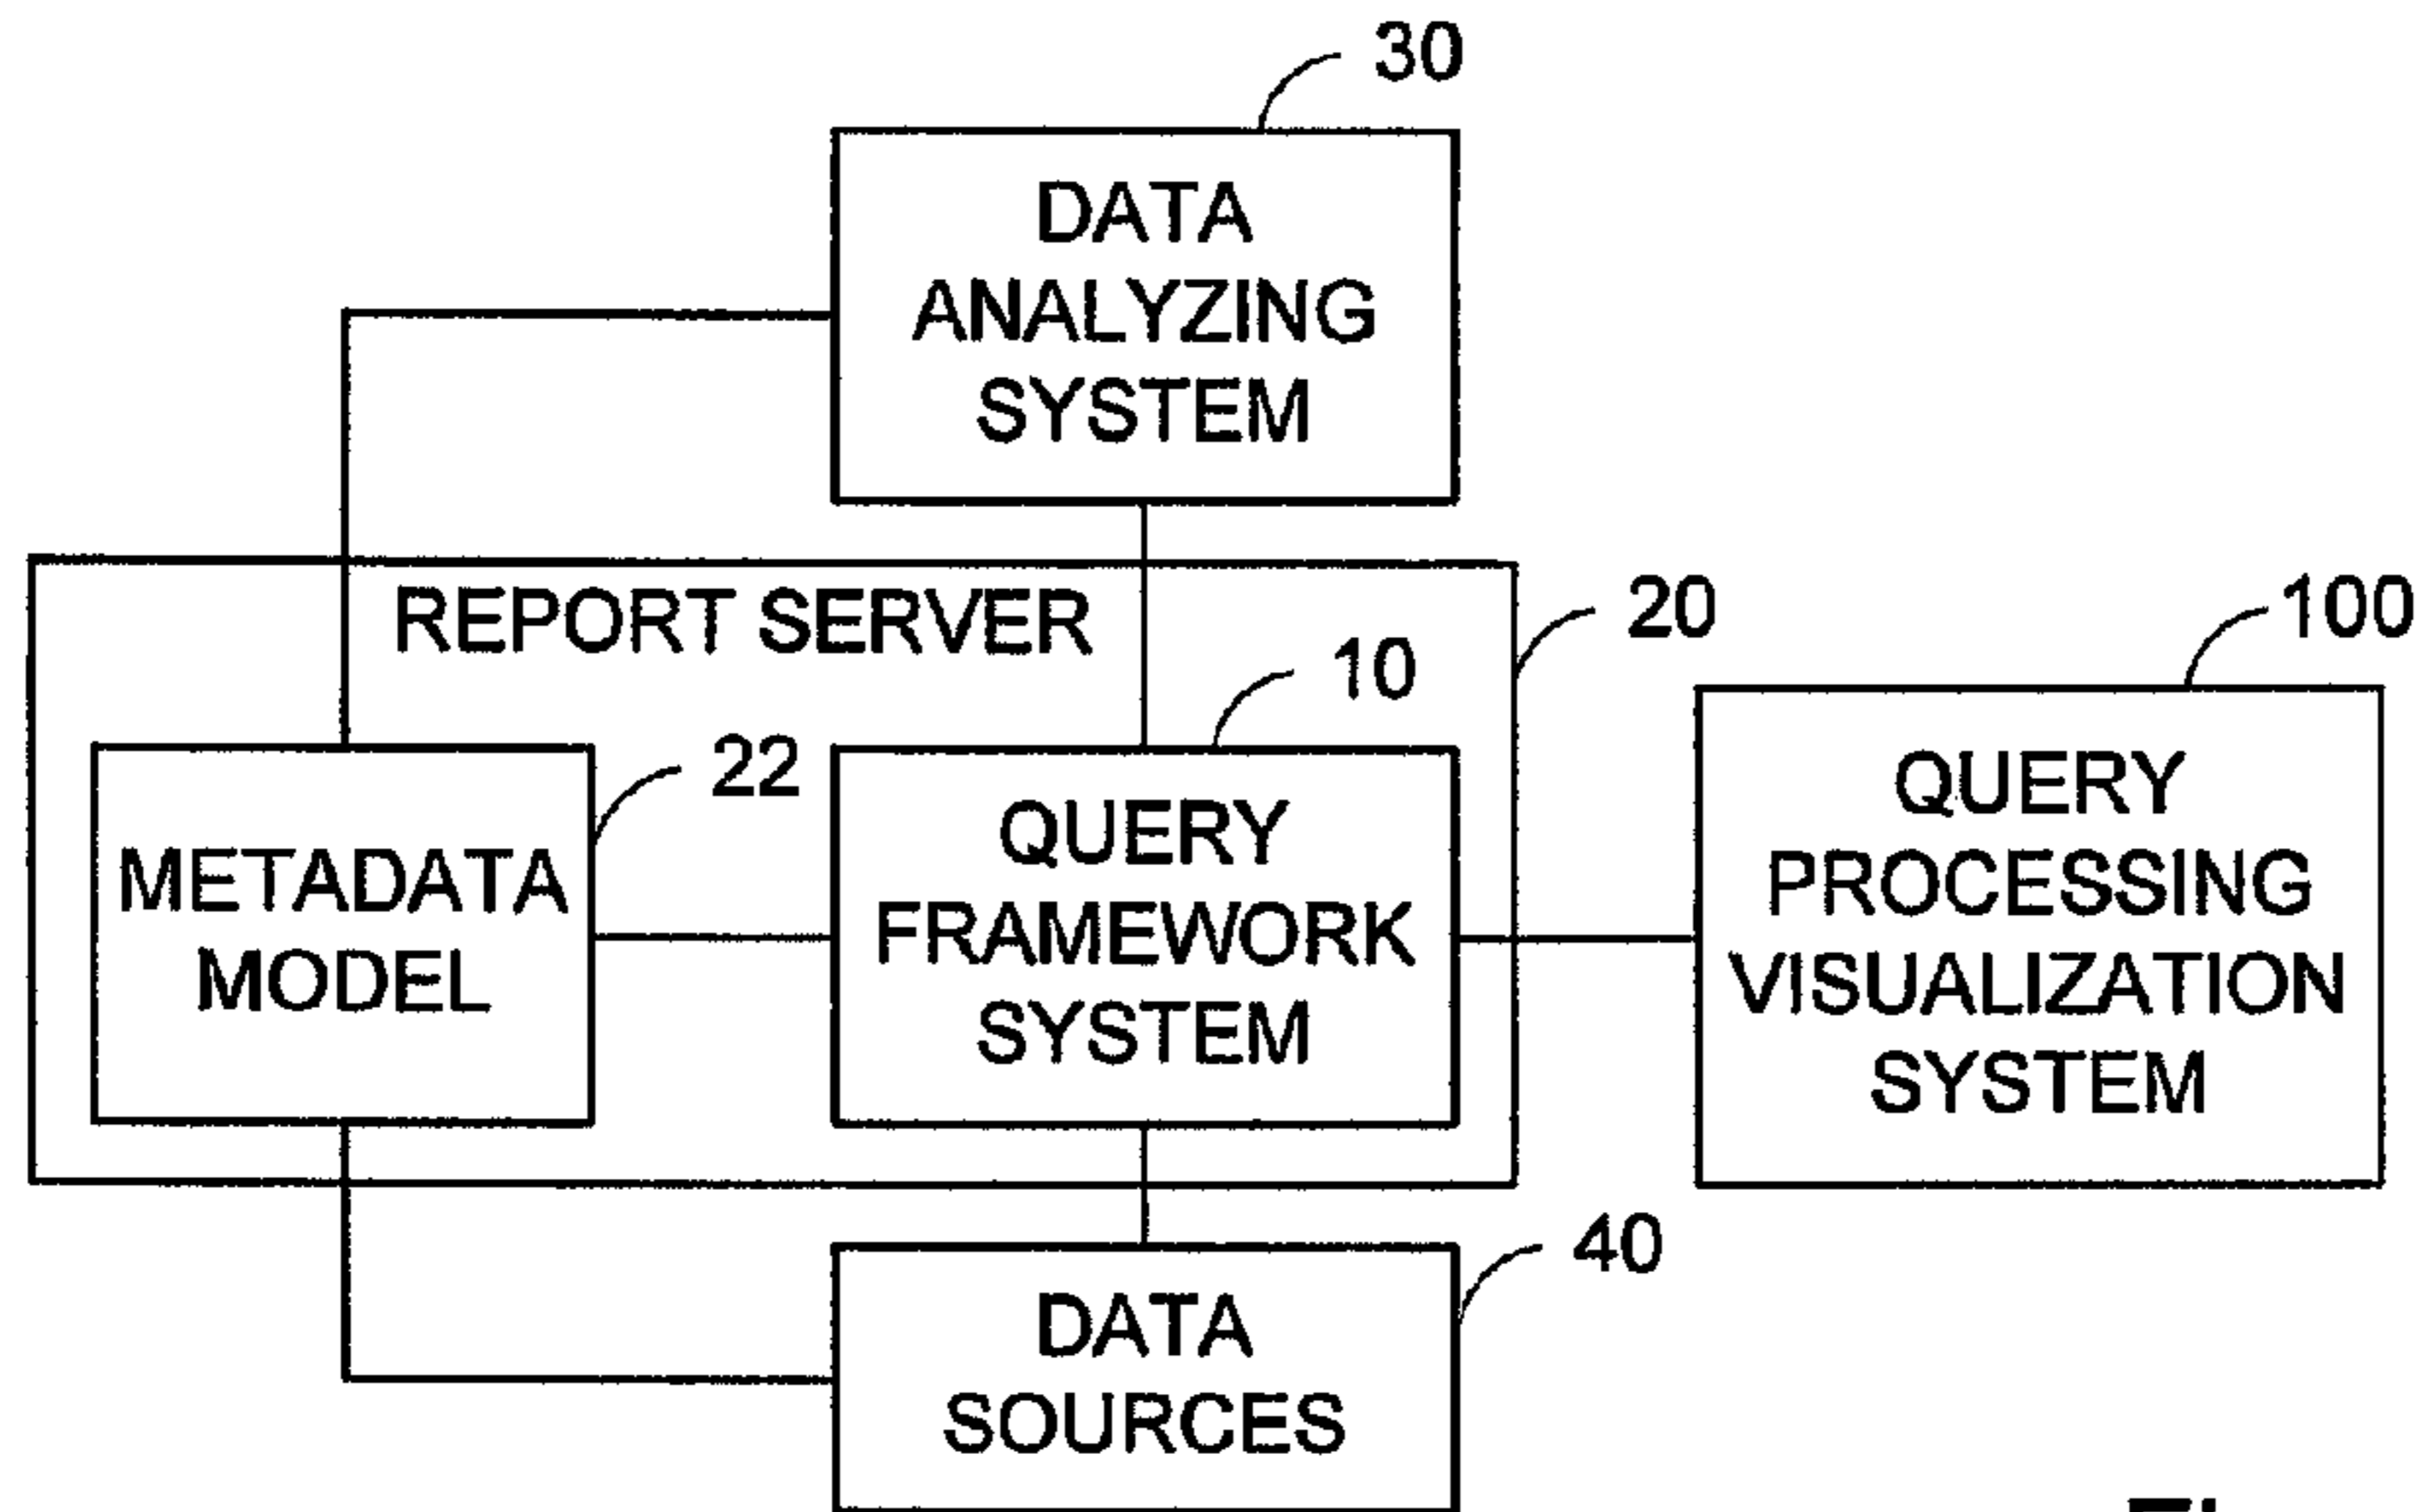 30
DATA
ANALYZING
SYSTEM
REPORT SERVER
20
100
10
22
METADATA
MODEL
QUERY
FRAMEWORK
SYSTEM
QUERY
PROCESSING
VISUALIZATION
SYSTEM
40
DATA
SOURCES